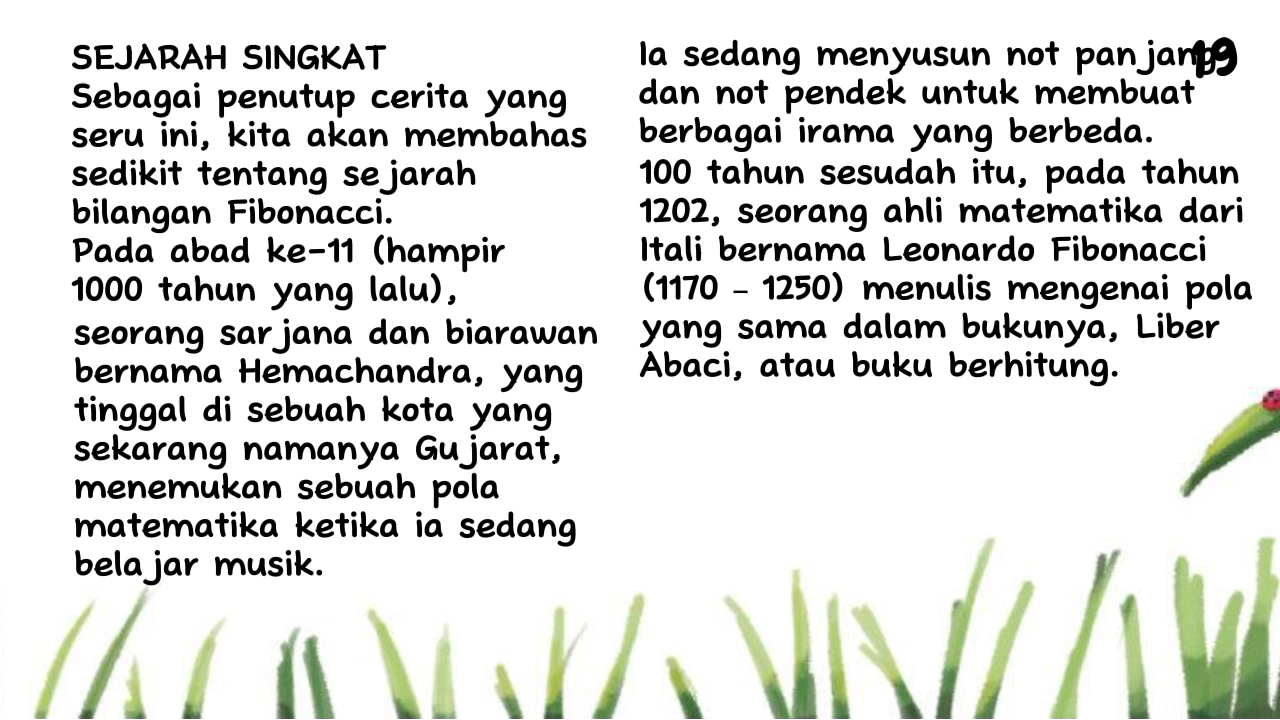 SEJARAH SINGKAT
Sebagai penutup cerita yang
seru ini, kita akan membahas
sedikit tentang sejarah
bilangan Fibonacci.
Pada abad ke-11 (hampir
1000 tahun yang lalu),
seorang sarjana dan biarawan
bernama Hemachandra, yang
tinggal di sebuah kota yang
sekarang namanya Gujarat,
menemukan sebuah pola
matematika ketika ia sedang
belajar musik.
Ia sedang menyusun not panjang
dan not pendek untuk membuat
berbagai irama yang berbeda.
100 tahun sesudah itu, pada tahun
1202, seorang ahli matematika dari
Itali bernama Leonardo Fibonacci
(1170 – 1250) menulis mengenai pola
yang sama dalam bukunya, Liber
Abaci, atau buku berhitung.
19